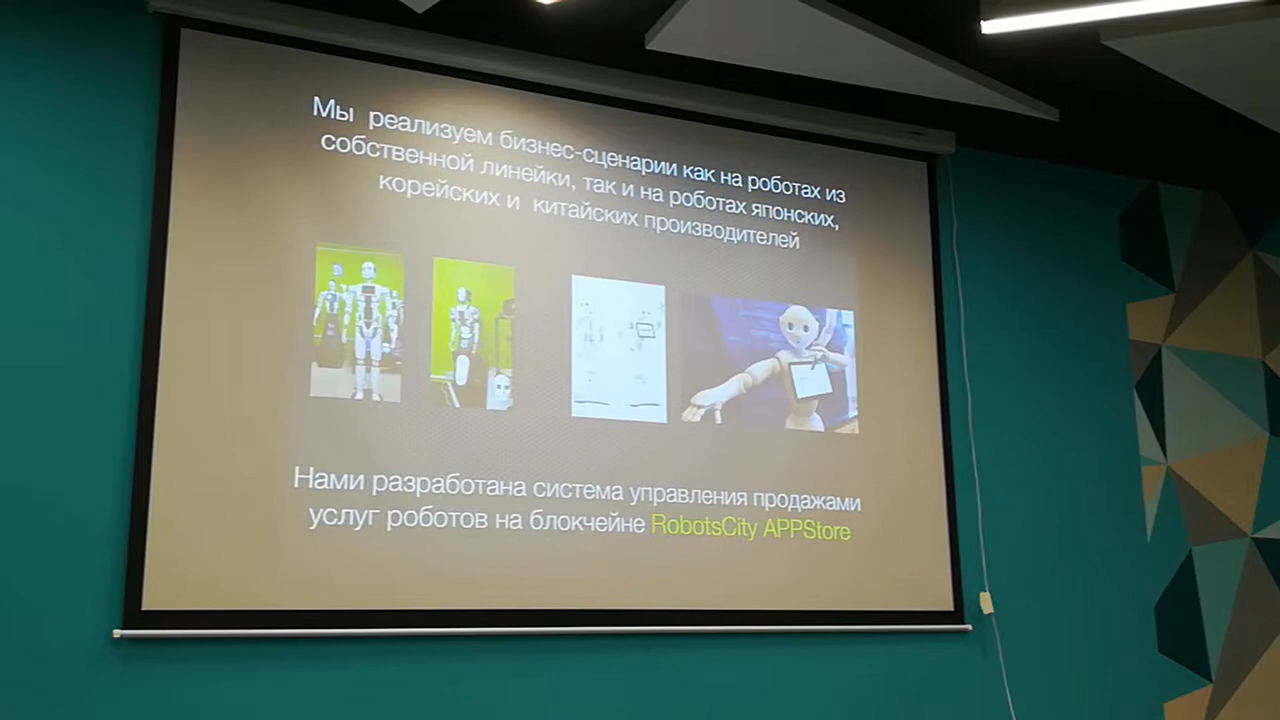 Мы реализуем бизнес-сценарии как на роботах из
собственной линейки, так и на роботах японских,
корейских и китайских производителей
Нами разработана система управления продажами
услуг роботов на блокчейне RobotsCity APPStore